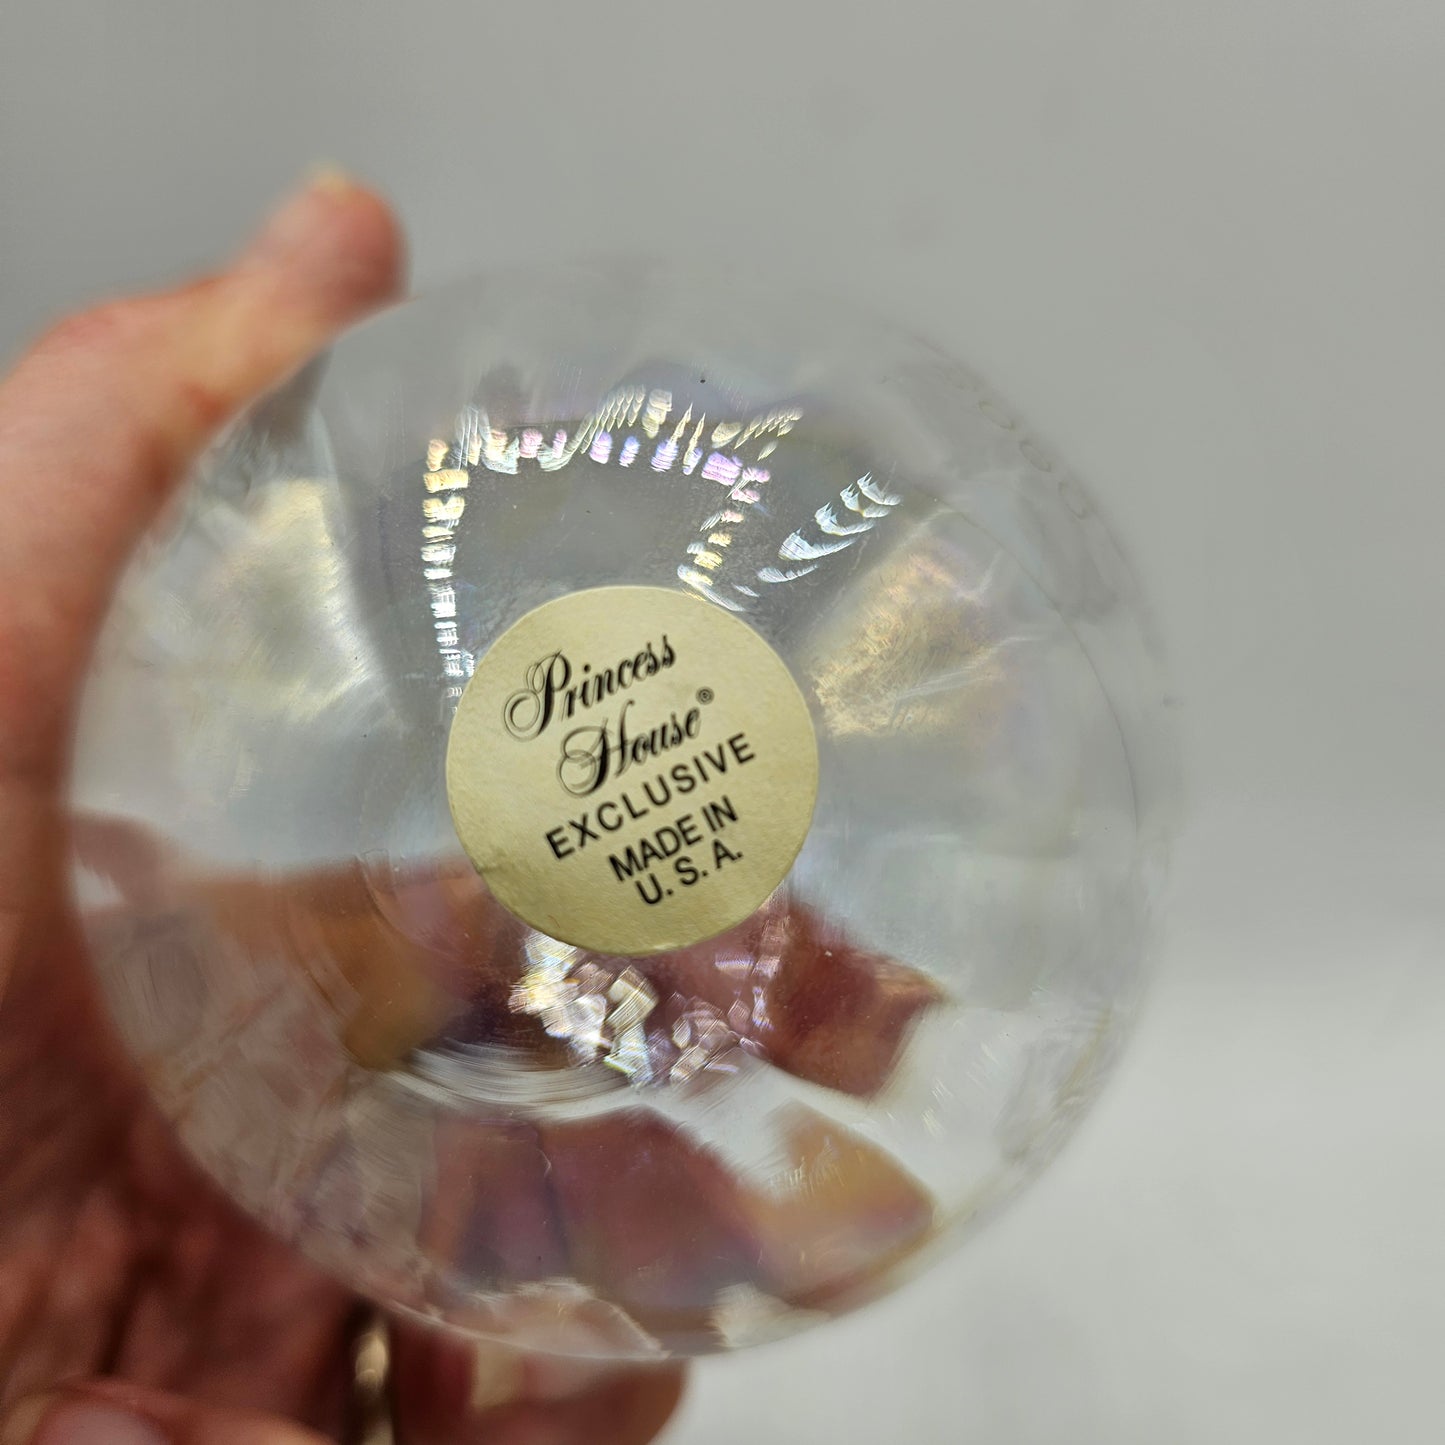 Princess
House®
EXCLUSIVE
MADE IN
U. S. A.